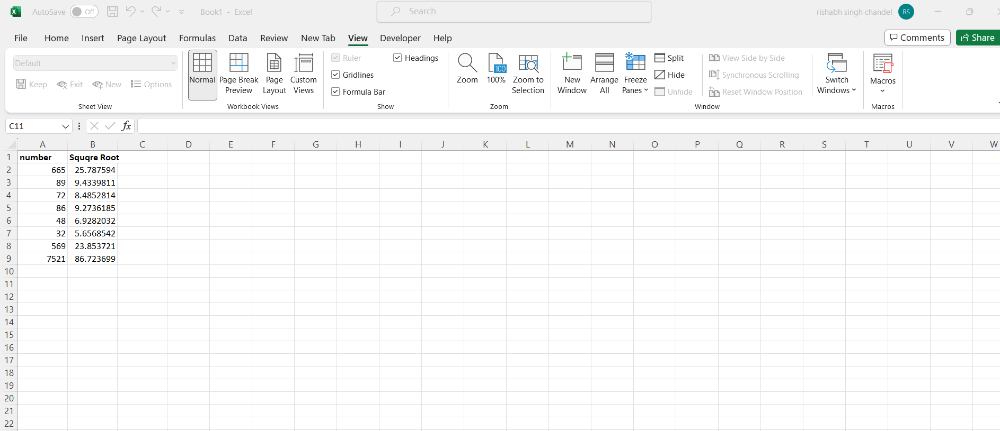 AutoSave Off Book1 - Excel Search rishabh singh chandel RS
File Home Insert Page Layout Formulas Data Review New Tab View Developer Help Comments Share
Default
Keep Exit New Options
Sheet View
Normal Page Break Preview Page Layout Custom Views
Workbook Views
Ruler Headings
Gridlines
Formula Bar
Show
Zoom 100 100% Zoom to Selection
Zoom
New Window Arrange All Freeze Panes
Split
Hide
Unhide
View Side by Side
Synchronous Scrolling
Reset Window Position
Switch Windows
Window
Macros
Macros
C11 fx
A B C D E F G H I J K L M N O P Q R S T U V W
1 number Squqre Root
2 665 25.787594
3 89 9.4339811
4 72 8.4852814
5 86 9.2736185
6 48 6.9282032
7 32 5.6568542
8 569 23.853721
9 7521 86.723699
10
11
12
13
14
15
16
17
18
19
20
21
22